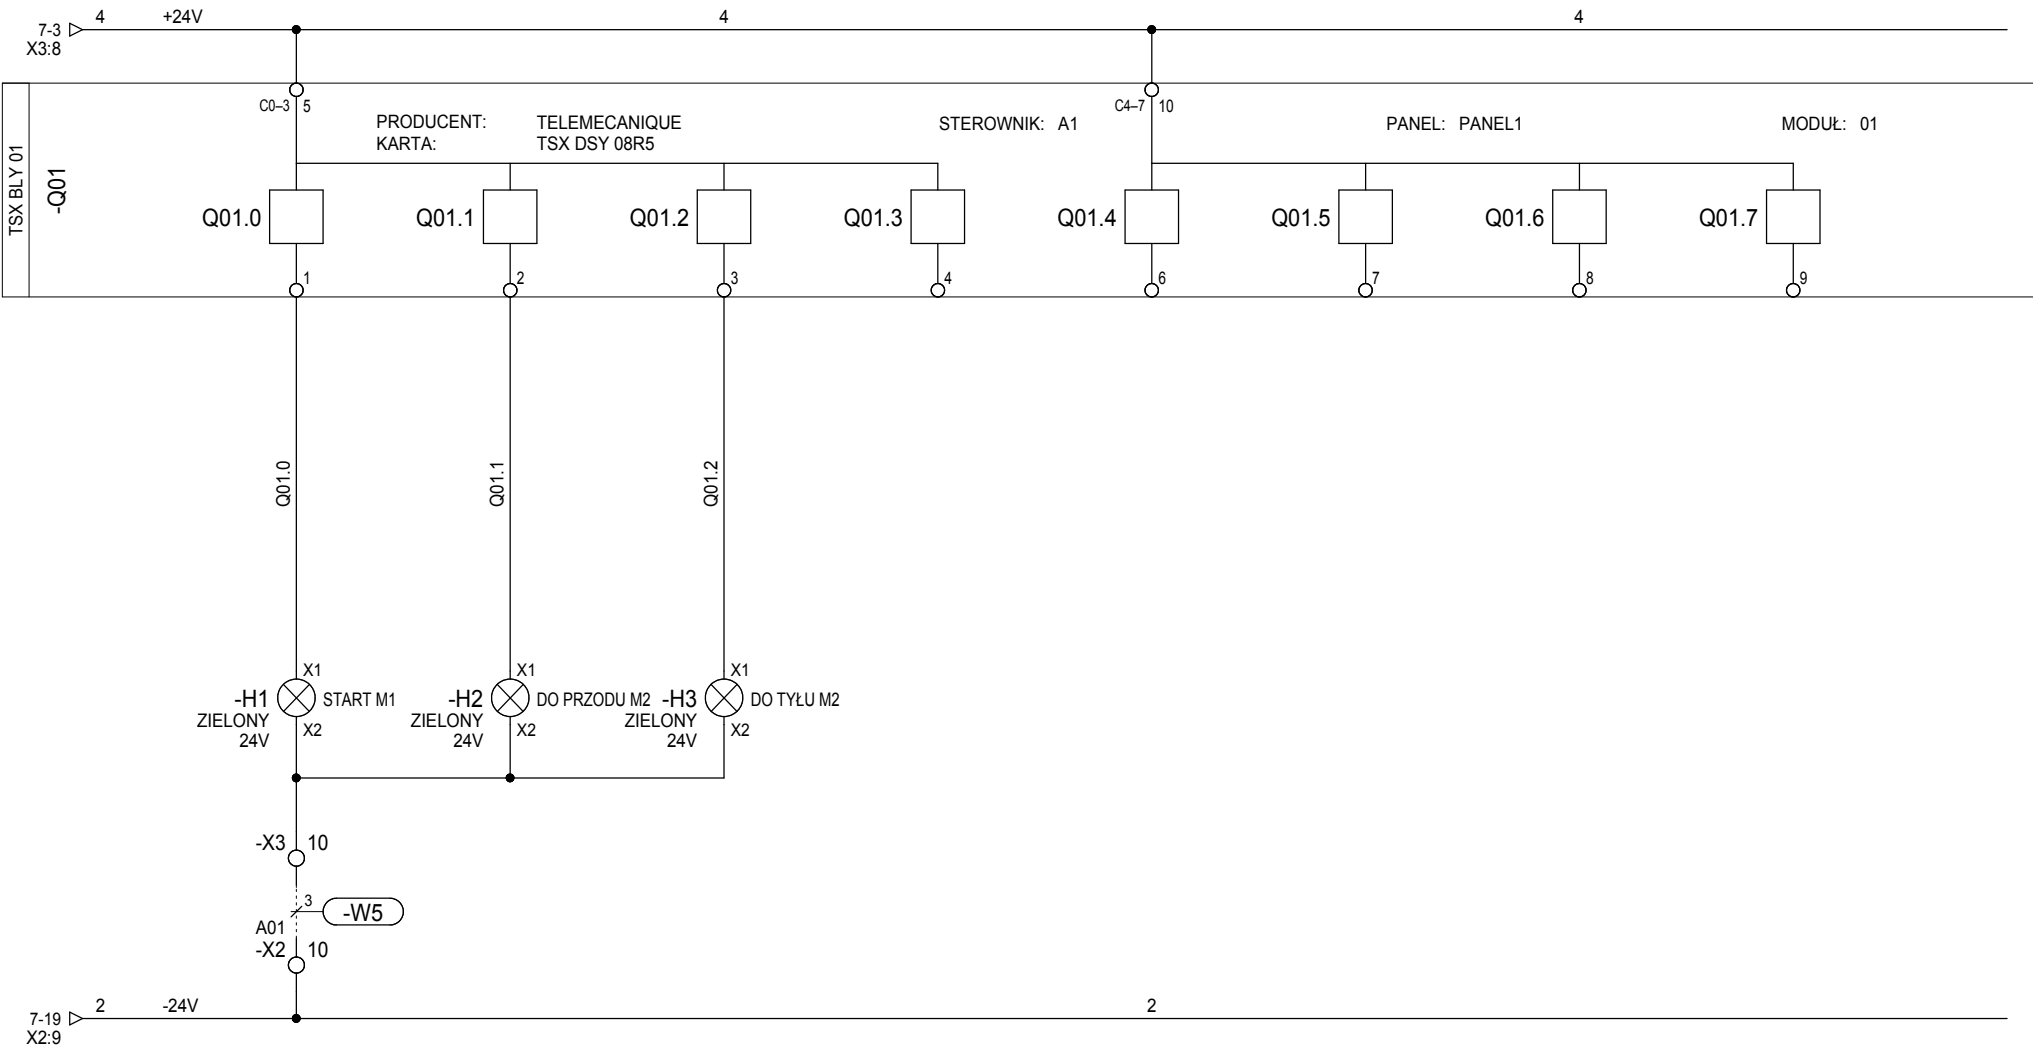 4 +24V 4 4
7-3
X3:8
C0–3 5 C4–7 10
PRODUCENT: TELEMECANIQUE STEROWNIK: A1 PANEL: PANEL1 MODUŁ: 01
KARTA: TSX DSY 08R5
TSX BLY 01
-Q01
Q01.0 Q01.1 Q01.2 Q01.3 Q01.4 Q01.5 Q01.6 Q01.7
1 2 3 4 6 7 8 9
Q01.0 Q01.1 Q01.2
X1 X1 X1
-H1 START M1 -H2 DO PRZODU M2 -H3 DO TYŁU M2
ZIELONY ZIELONY ZIELONY
X2 X2 X2
24V 24V 24V
-X3 10
3
-W5
A01
-X2 10
2 -24V 2
7-19
X2:9